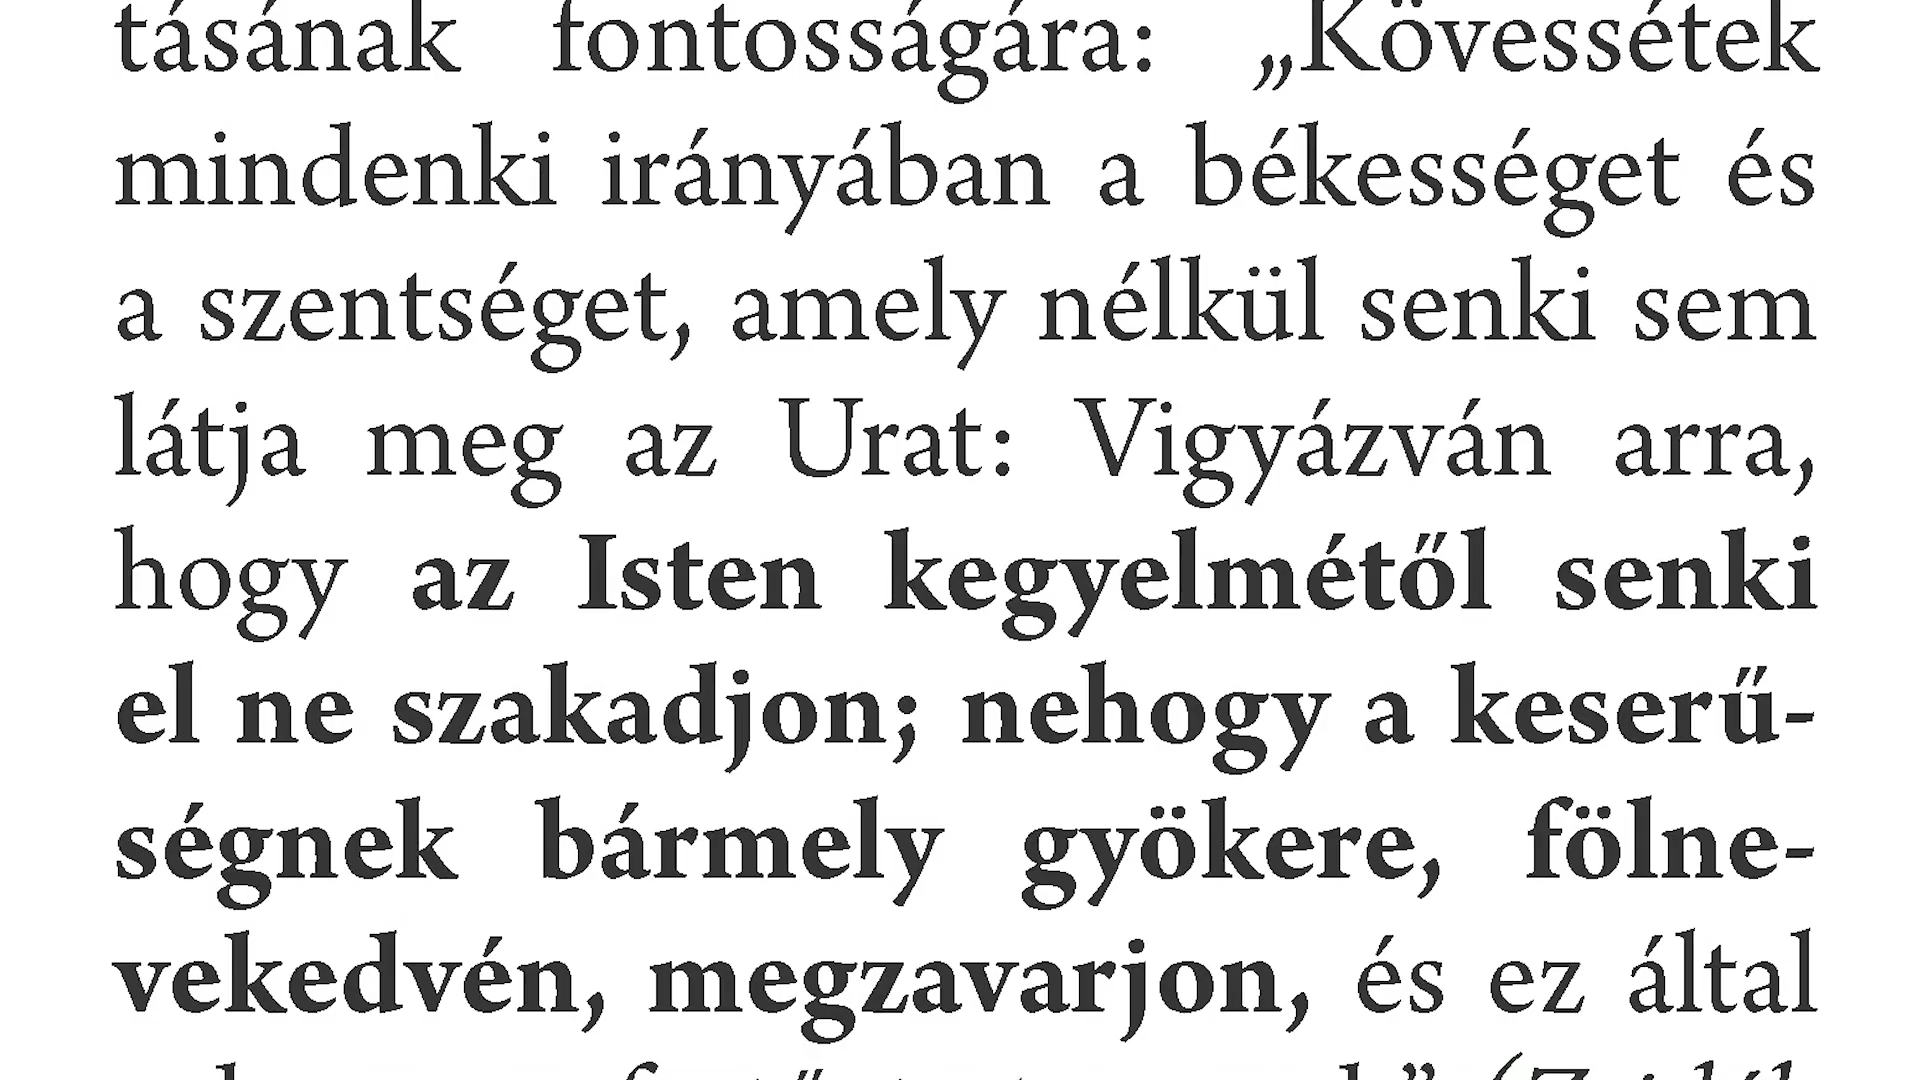 tásának fontosságára: „Kövessétek
mindenki irányában a békességet és
a szentséget, amely nélkül senki sem
látja meg az Urat: Vigyázván arra,
hogy az Isten kegyelmétől senki
el ne szakadjon; nehogy a keserű-
ségnek bármely gyökere, fölne-
vekedvén, megzavarjon, és ez által